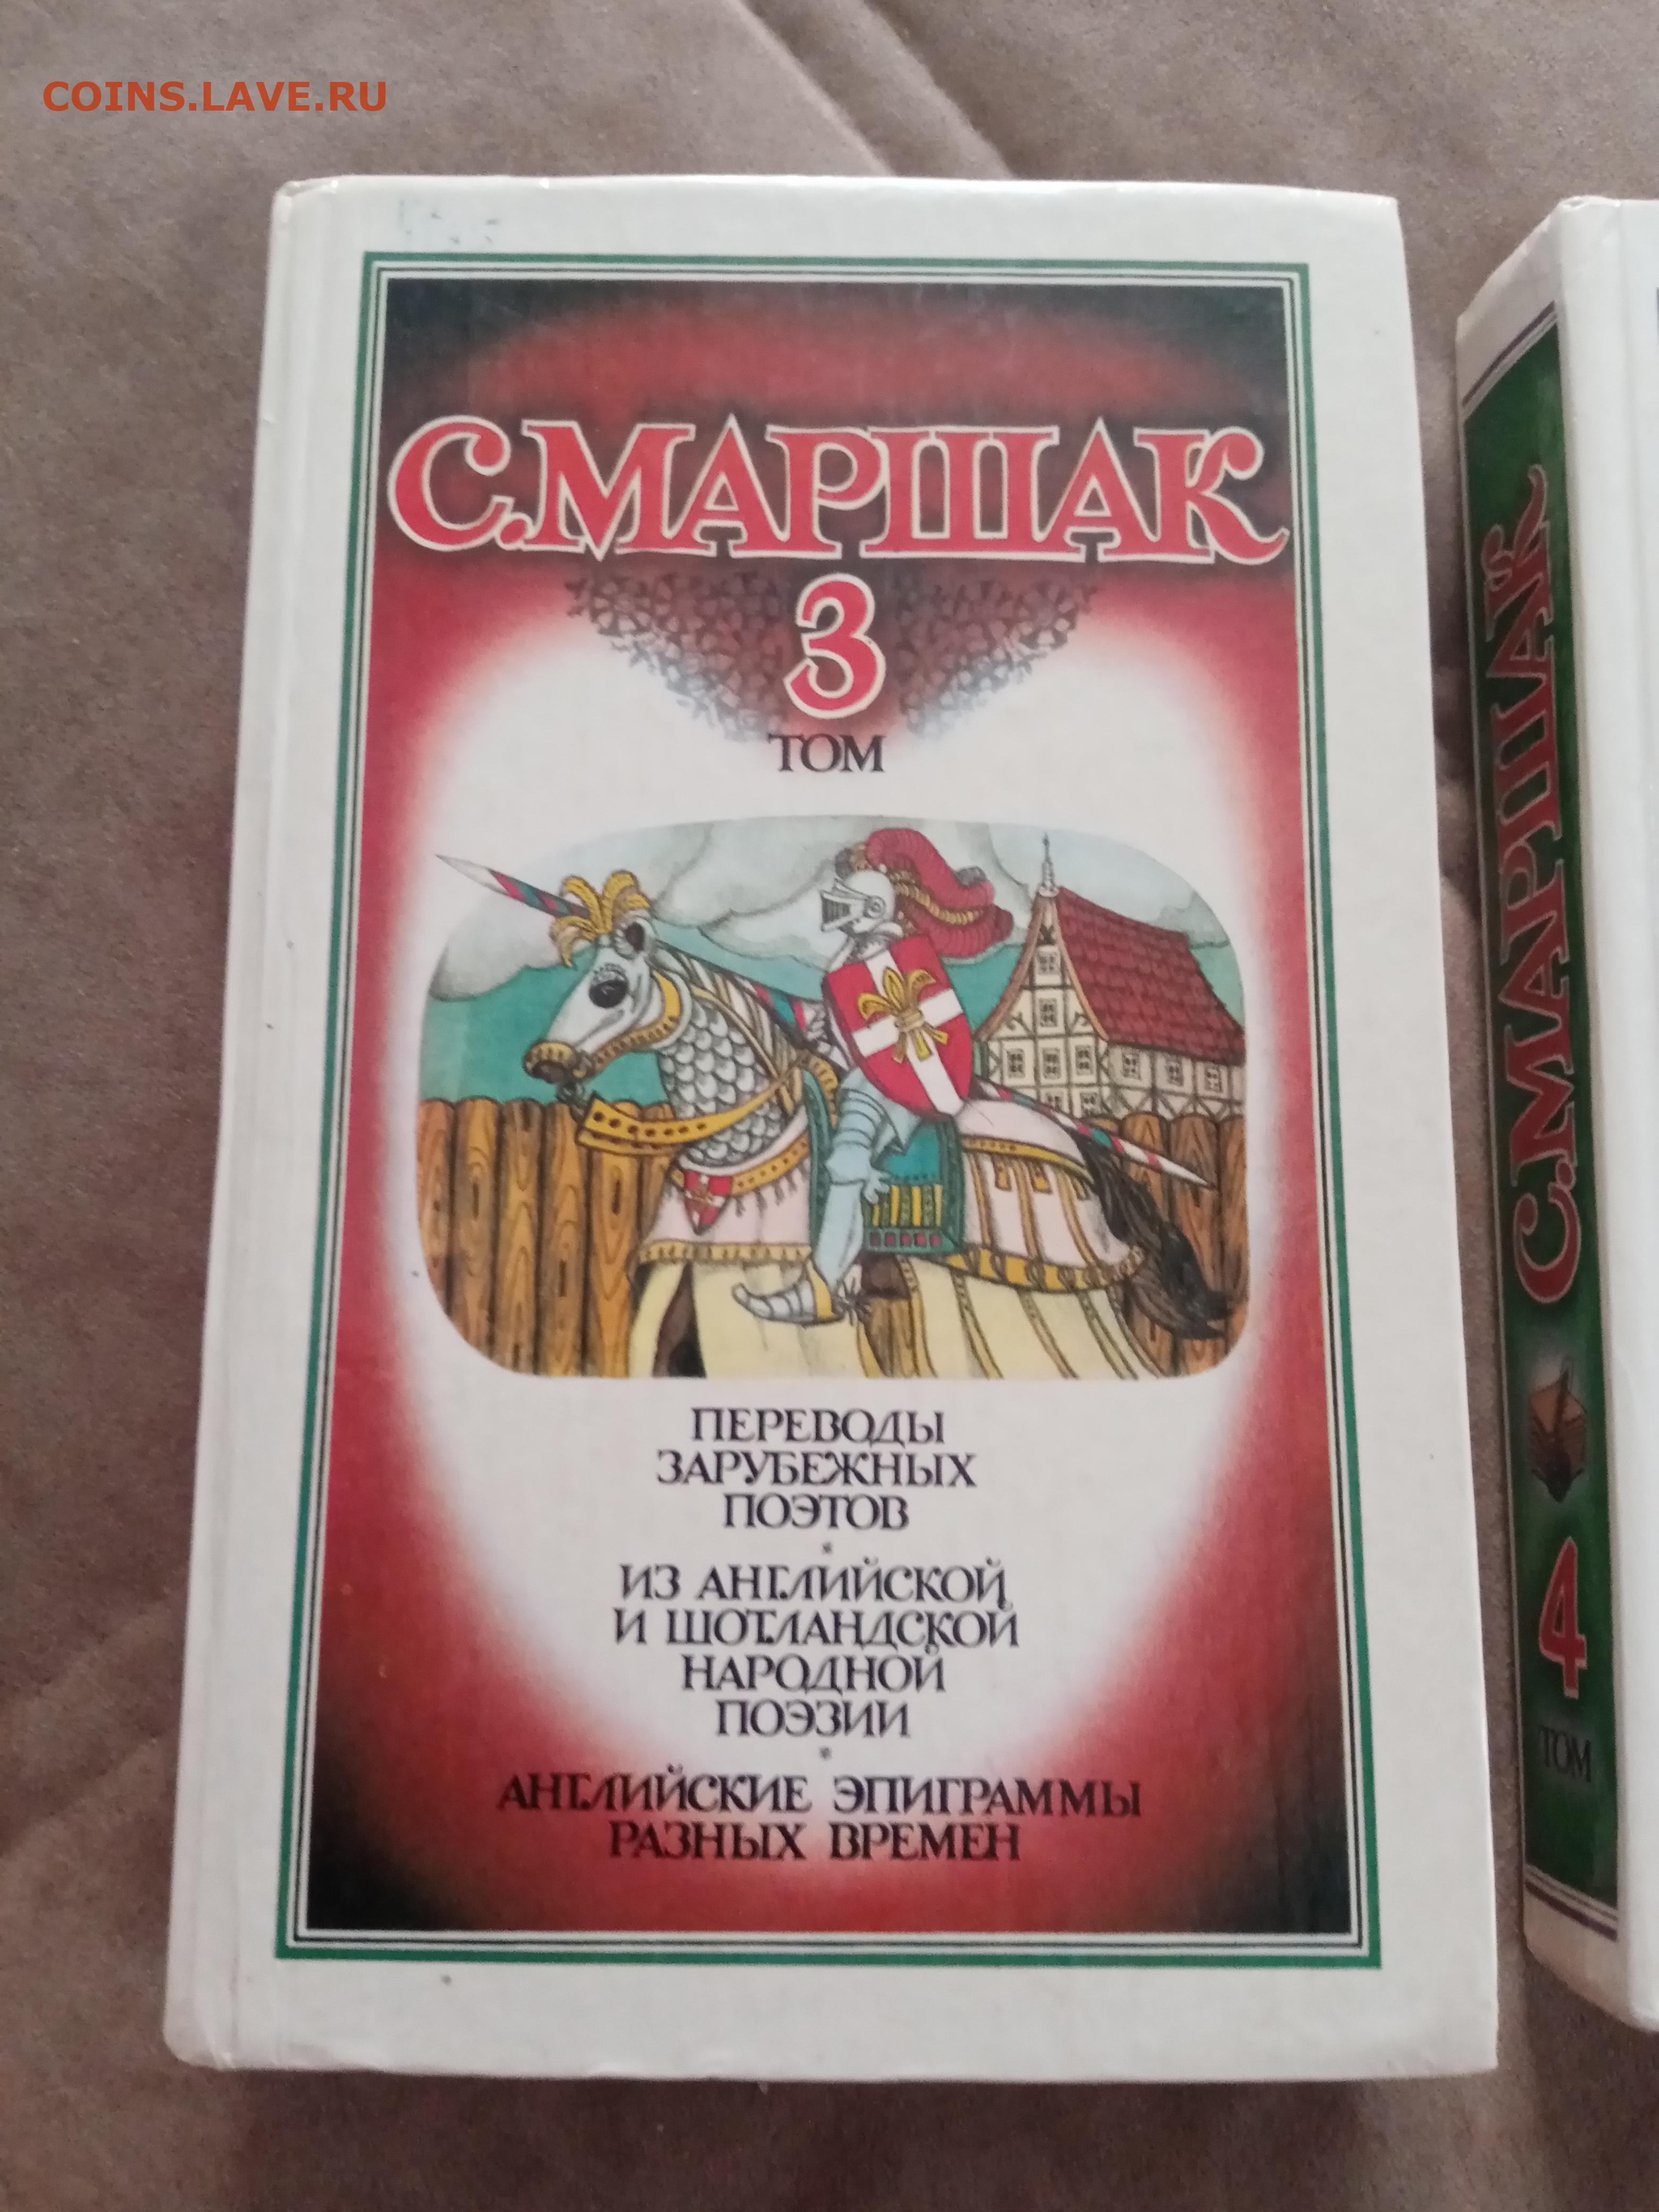 COINS.LAVE.RU
С.МАРШАК
3
ТОМ
ПЕРЕВОДЫ
ЗАРУБЕЖНЫХ
ПОЭТОВ
*
ИЗ АНГЛИЙСКОЙ
И ШОТЛАНДСКОЙ
НАРОДНОЙ
ПОЭЗИИ
*
АНГЛИЙСКИЕ ЭПИГРАММЫ
РАЗНЫХ ВРЕМЕН
С.МАРШАК
4
ТОМ